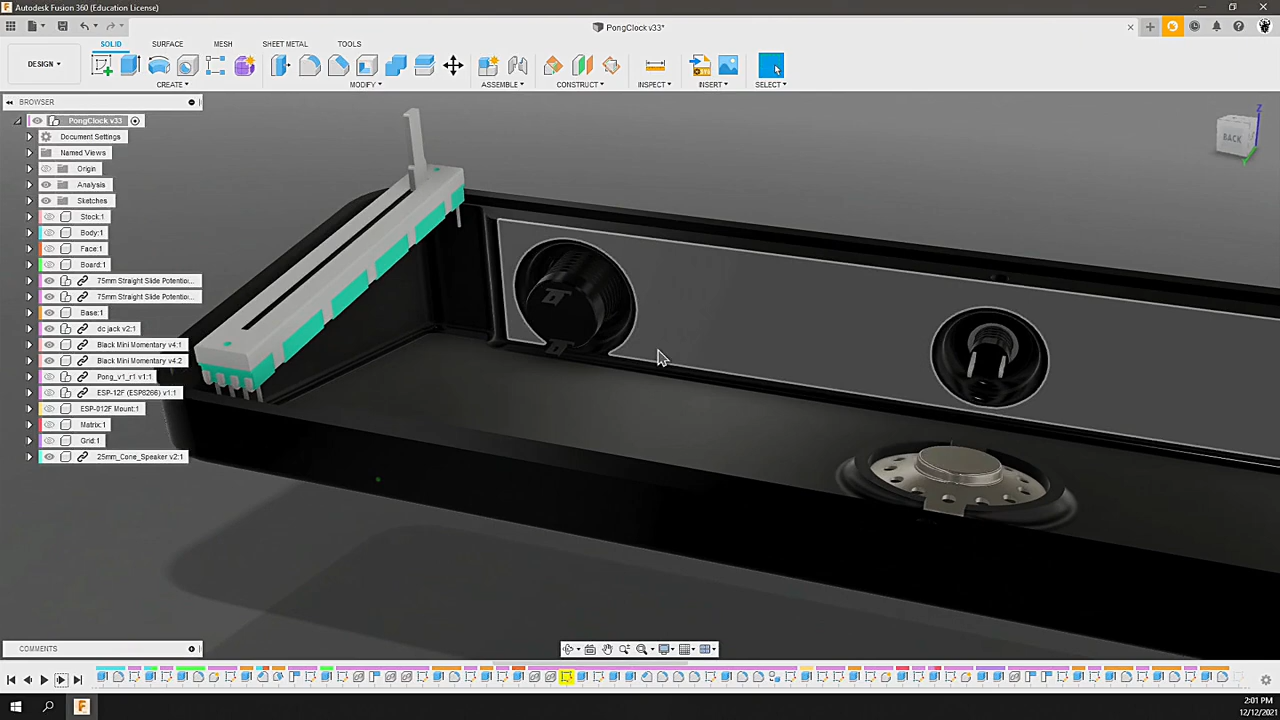 Autodesk Fusion 360 (Education License)
PongClock v33*
SOLID SURFACE MESH SHEET METAL TOOLS
DESIGN
CREATE MODIFY ASSEMBLE CONSTRUCT INSPECT INSERT SELECT
BROWSER
PongClock v33
Document Settings
Named Views
Origin
Analysis
Sketches
Stock:1
Body:1
Face:1
Board:1
75mm Straight Slide Potentio...
75mm Straight Slide Potentio...
Base:1
dc jack v2:1
Black Mini Momentary v4:1
Black Mini Momentary v4:2
Pong_v1_r1 v1:1
ESP-12F (ESP8266) v1:1
ESP-012F Mount:1
Matrix:1
Grid:1
25mm_Cone_Speaker v2:1
Z
BACK
COMMENTS
2:01 PM
12/12/2021